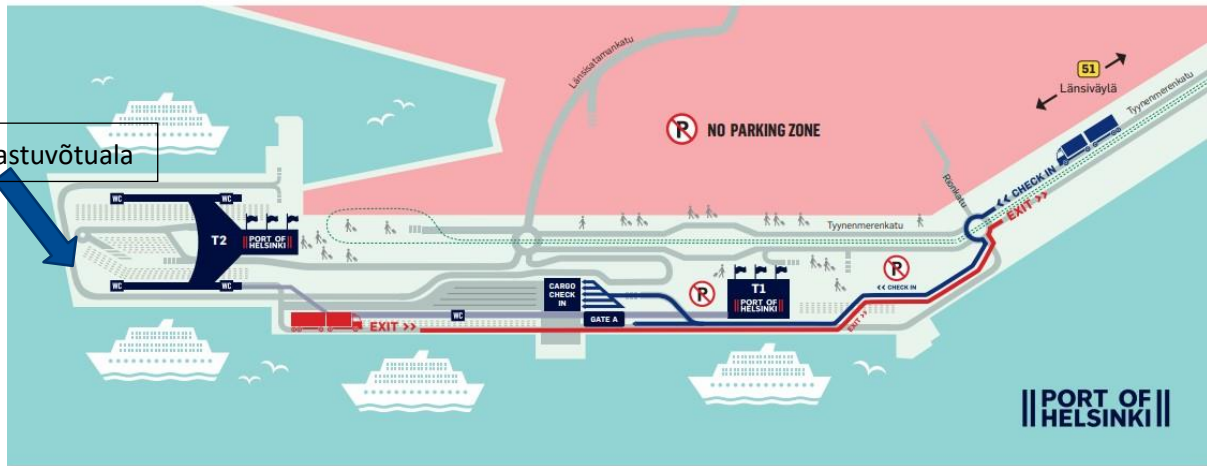 Länsisatamankatu
51
Länsiväylä
Tyynenmerenkatu
NO PARKING ZONE
<< CHECK IN
astuvõtuala
Rionkatu
EXIT >>
WC
WC
T2
PORT OF
HELSINKI
Tyynenmerenkatu
WC
WC
CARGO
CHECK
IN
T1
PORT OF
HELSINKI
<< CHECK IN
GATE A
WC
EXIT >>
EXIT >>
PORT OF
HELSINKI